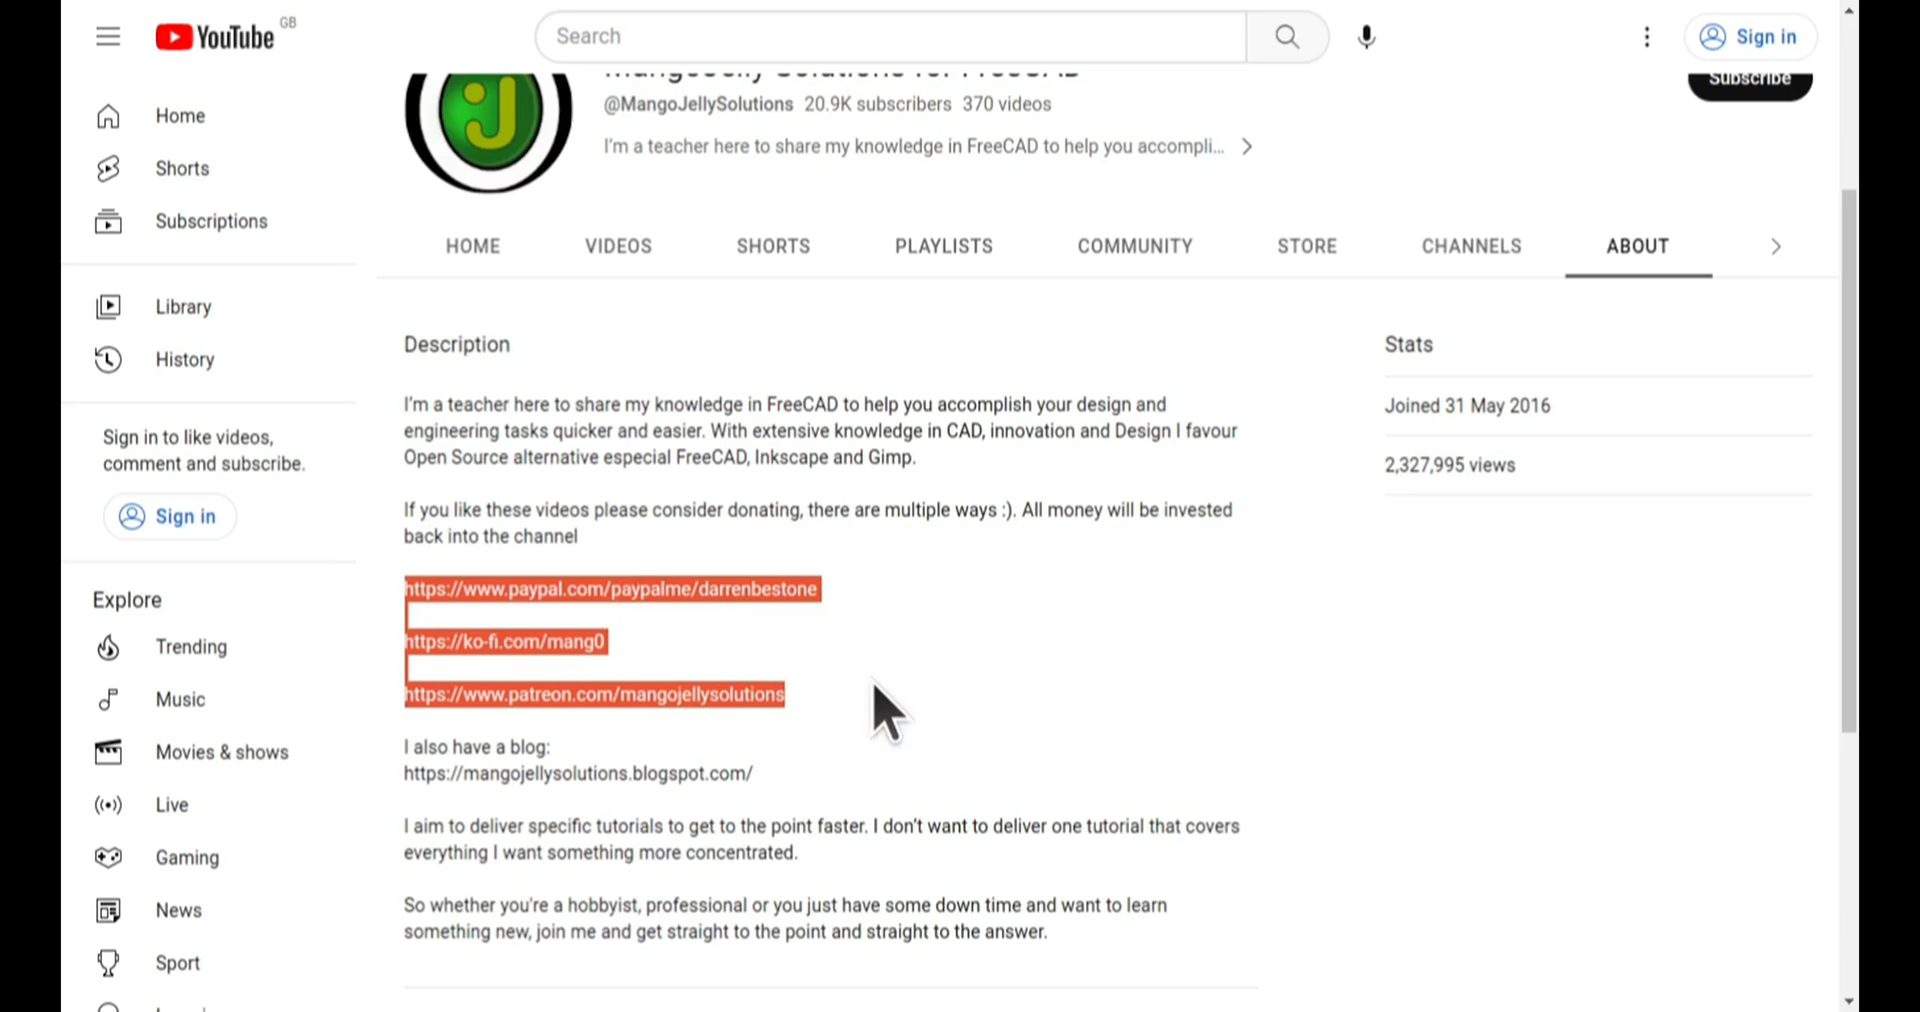 YouTube GB
Search
Sign in
Home
Shorts
Subscriptions
Library
History
Sign in to like videos,
comment and subscribe.
Sign in
Explore
Trending
Music
Movies & shows
Live
Gaming
News
Sport
MangoJelly Solutions for FreeCAD
@MangoJellySolutions 20.9K subscribers 370 videos
I'm a teacher here to share my knowledge in FreeCAD to help you accompli...
Subscribe
HOME VIDEOS SHORTS PLAYLISTS COMMUNITY STORE CHANNELS ABOUT
Description
I'm a teacher here to share my knowledge in FreeCAD to help you accomplish your design and
engineering tasks quicker and easier. With extensive knowledge in CAD, innovation and Design I favour
Open Source alternative especial FreeCAD, Inkscape and Gimp.
If you like these videos please consider donating, there are multiple ways :). All money will be invested
back into the channel
https://www.paypal.com/paypalme/darrenbestone
https://ko-fi.com/mang0
https://www.patreon.com/mangojellysolutions
I also have a blog:
https://mangojellysolutions.blogspot.com/
I aim to deliver specific tutorials to get to the point faster. I don't want to deliver one tutorial that covers
everything I want something more concentrated.
So whether you're a hobbyist, professional or you just have some down time and want to learn
something new, join me and get straight to the point and straight to the answer.
Stats
Joined 31 May 2016
2,327,995 views